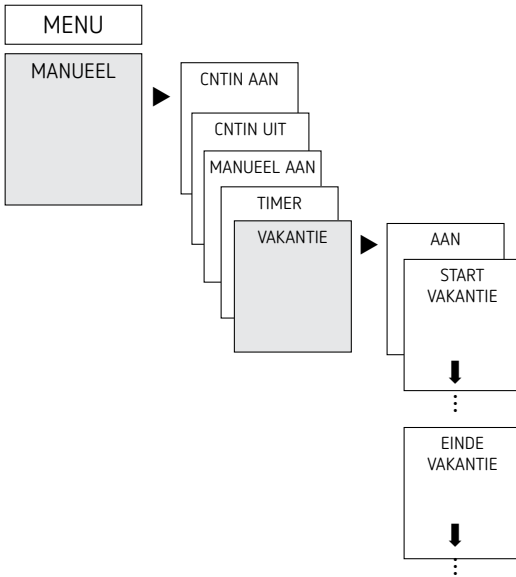 MENU
MANUEEL
CNTIN AAN
CNTIN UIT
MANUEEL AAN
TIMER
VAKANTIE
AAN
START
VAKANTIE
EINDE
VAKANTIE